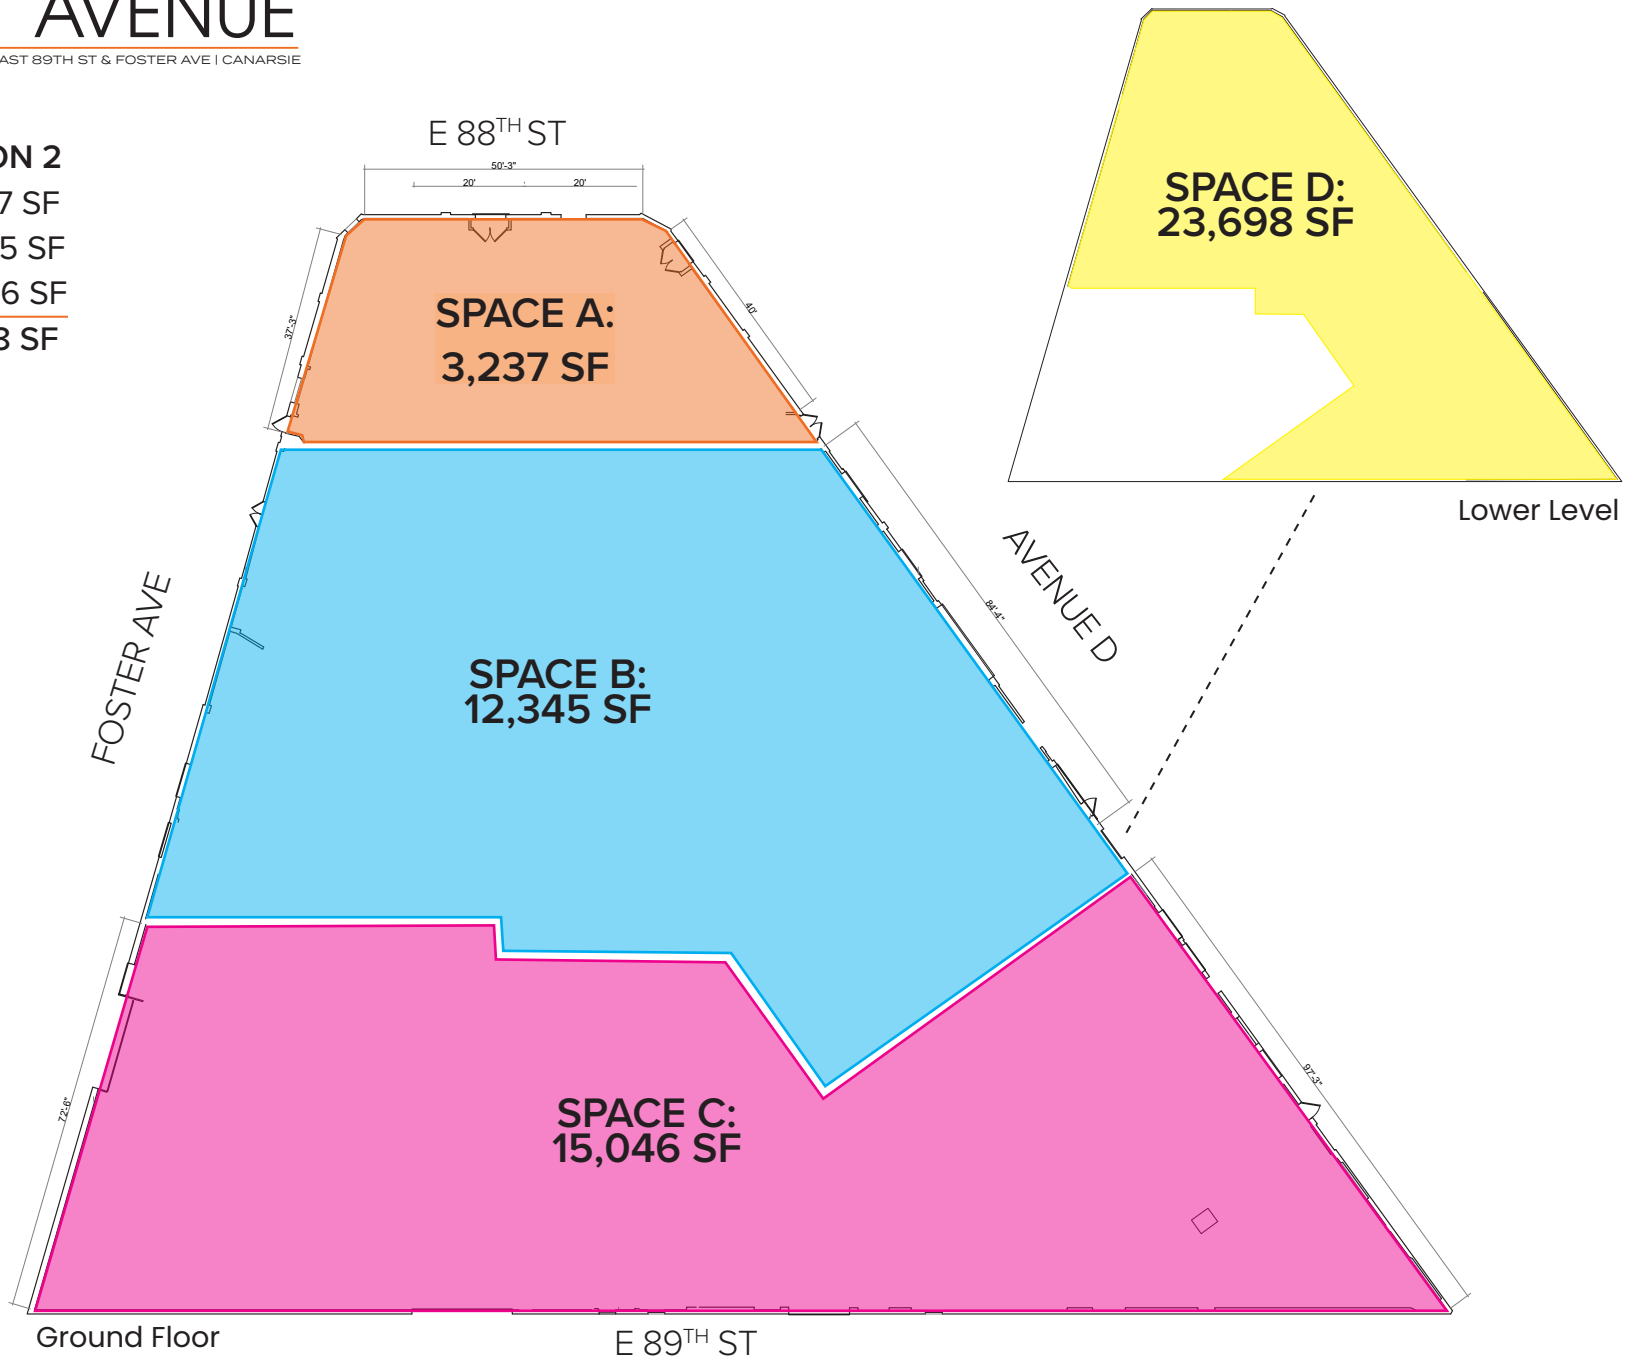 AVENUE
AST 89TH ST & FOSTER AVE | CANARSIE
ON 2
7 SF
5 SF
6 SF
8 SF
E 88TH ST
50'-3"
20' 20'
37'-3"
40'
SPACE A:
3,237 SF
SPACE D:
23,698 SF
Lower Level
FOSTER AVE
AVENUE D
84'-4"
SPACE B:
12,345 SF
72'-6"
97'-3"
SPACE C:
15,046 SF
Ground Floor
E 89TH ST